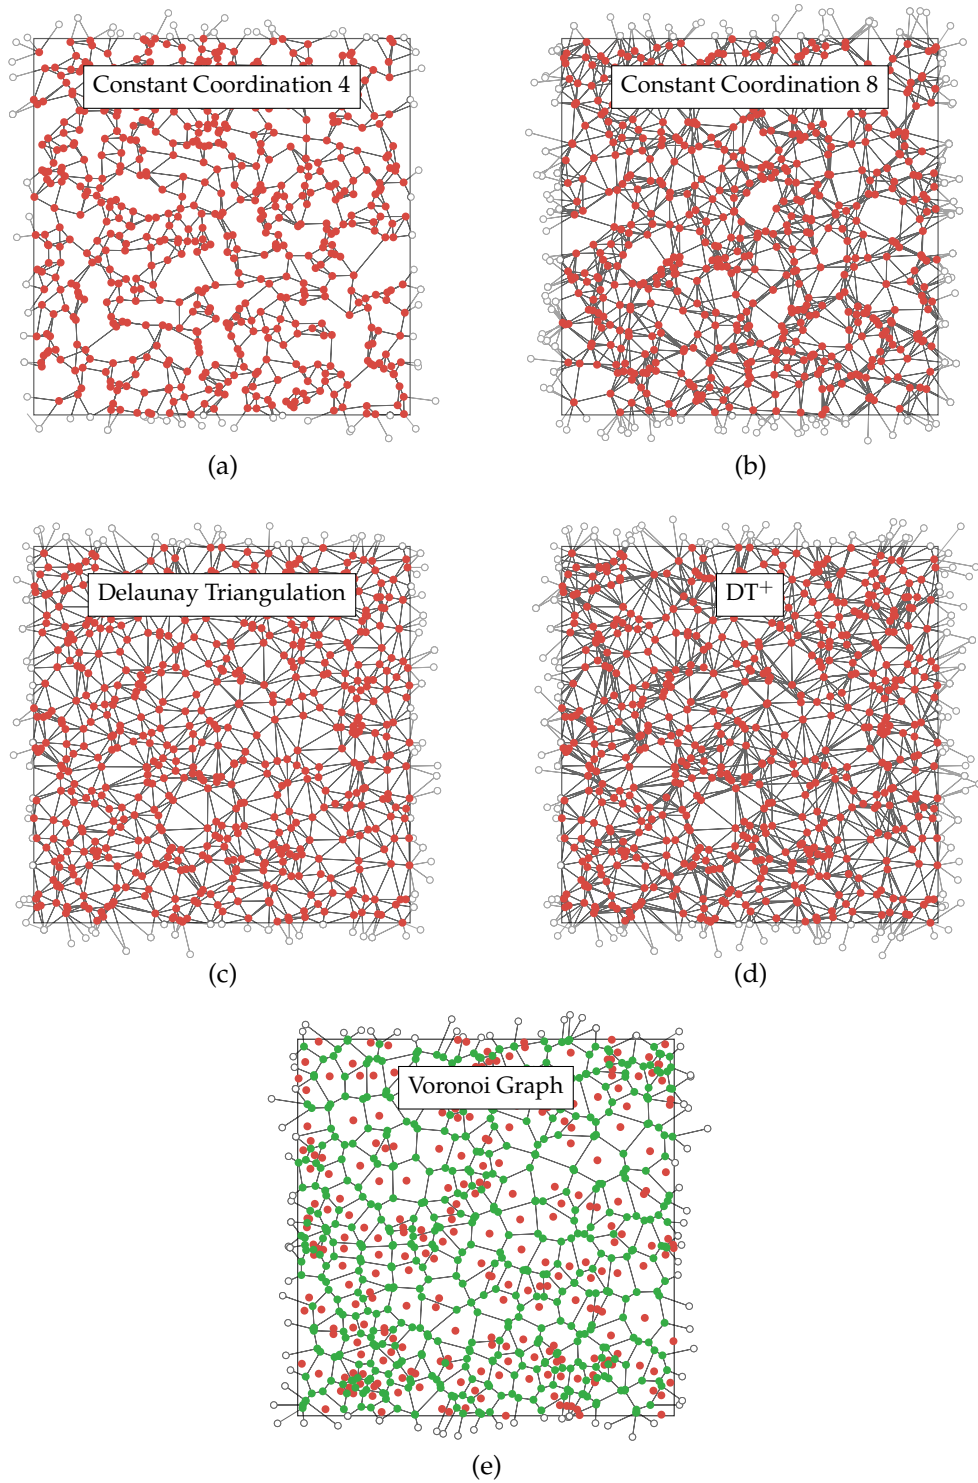 Constant Coordination 4
Constant Coordination 8
(a)
(b)
Delaunay Triangulation
DT+
(c)
(d)
Voronoi Graph
(e)